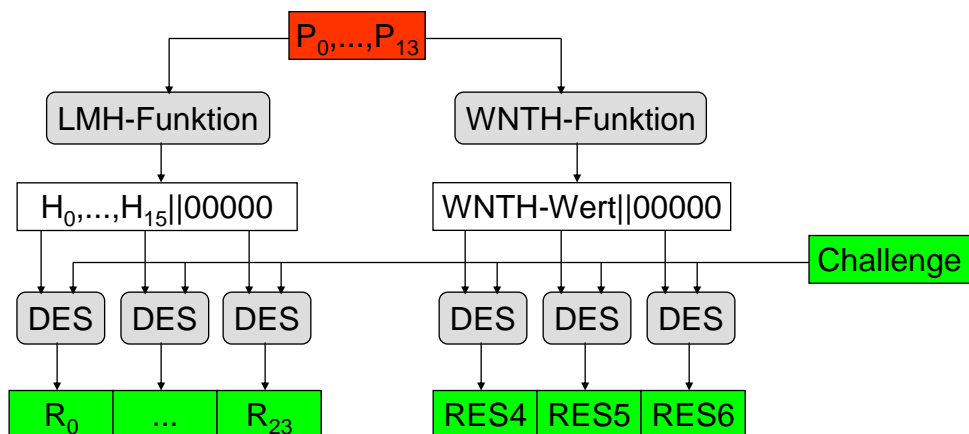 P0,...,P13
LMH-Funktion WNTH-Funktion
H0,...,H15||00000 WNTH-Wert||00000
Challenge
DES DES DES DES DES DES
R0 ... R23 RES4 RES5 RES6